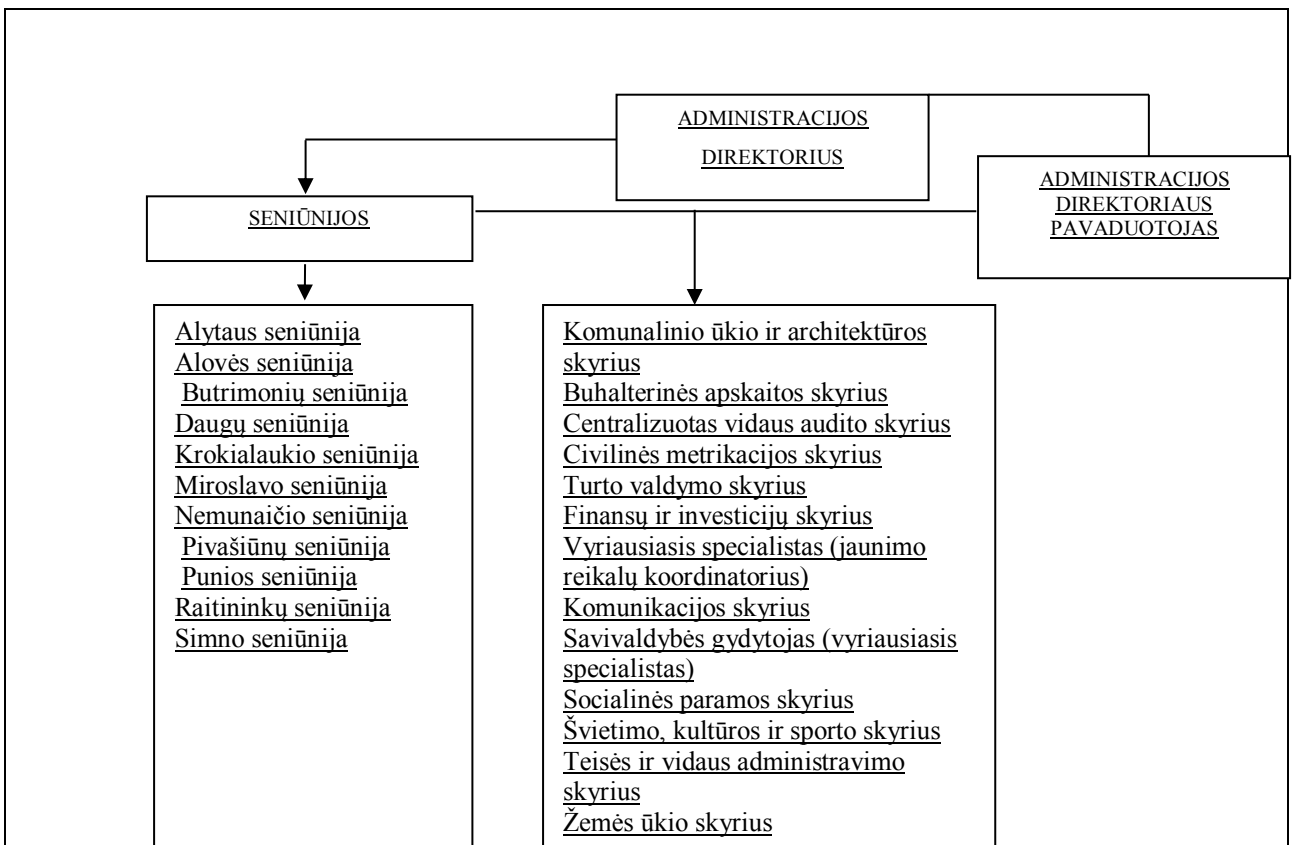 ADMINISTRACIJOS
DIREKTORIUS
ADMINISTRACIJOS
DIREKTORIAUS
PAVADUOTOJAS
SENIŪNIJOS
Alytaus seniūnija
Alovės seniūnija
Butrimonių seniūnija
Daugų seniūnija
Krokialaukio seniūnija
Miroslavo seniūnija
Nemunaičio seniūnija
Pivašiūnų seniūnija
Punios seniūnija
Raitininkų seniūnija
Simno seniūnija
Komunalinio ūkio ir architektūros
skyrius
Buhalterinės apskaitos skyrius
Centralizuotas vidaus audito skyrius
Civilinės metrikacijos skyrius
Turto valdymo skyrius
Finansų ir investicijų skyrius
Vyriausiasis specialistas (jaunimo
reikalų koordinatorius)
Komunikacijos skyrius
Savivaldybės gydytojas (vyriausiasis
specialistas)
Socialinės paramos skyrius
Švietimo, kultūros ir sporto skyrius
Teisės ir vidaus administravimo
skyrius
Žemės ūkio skyrius